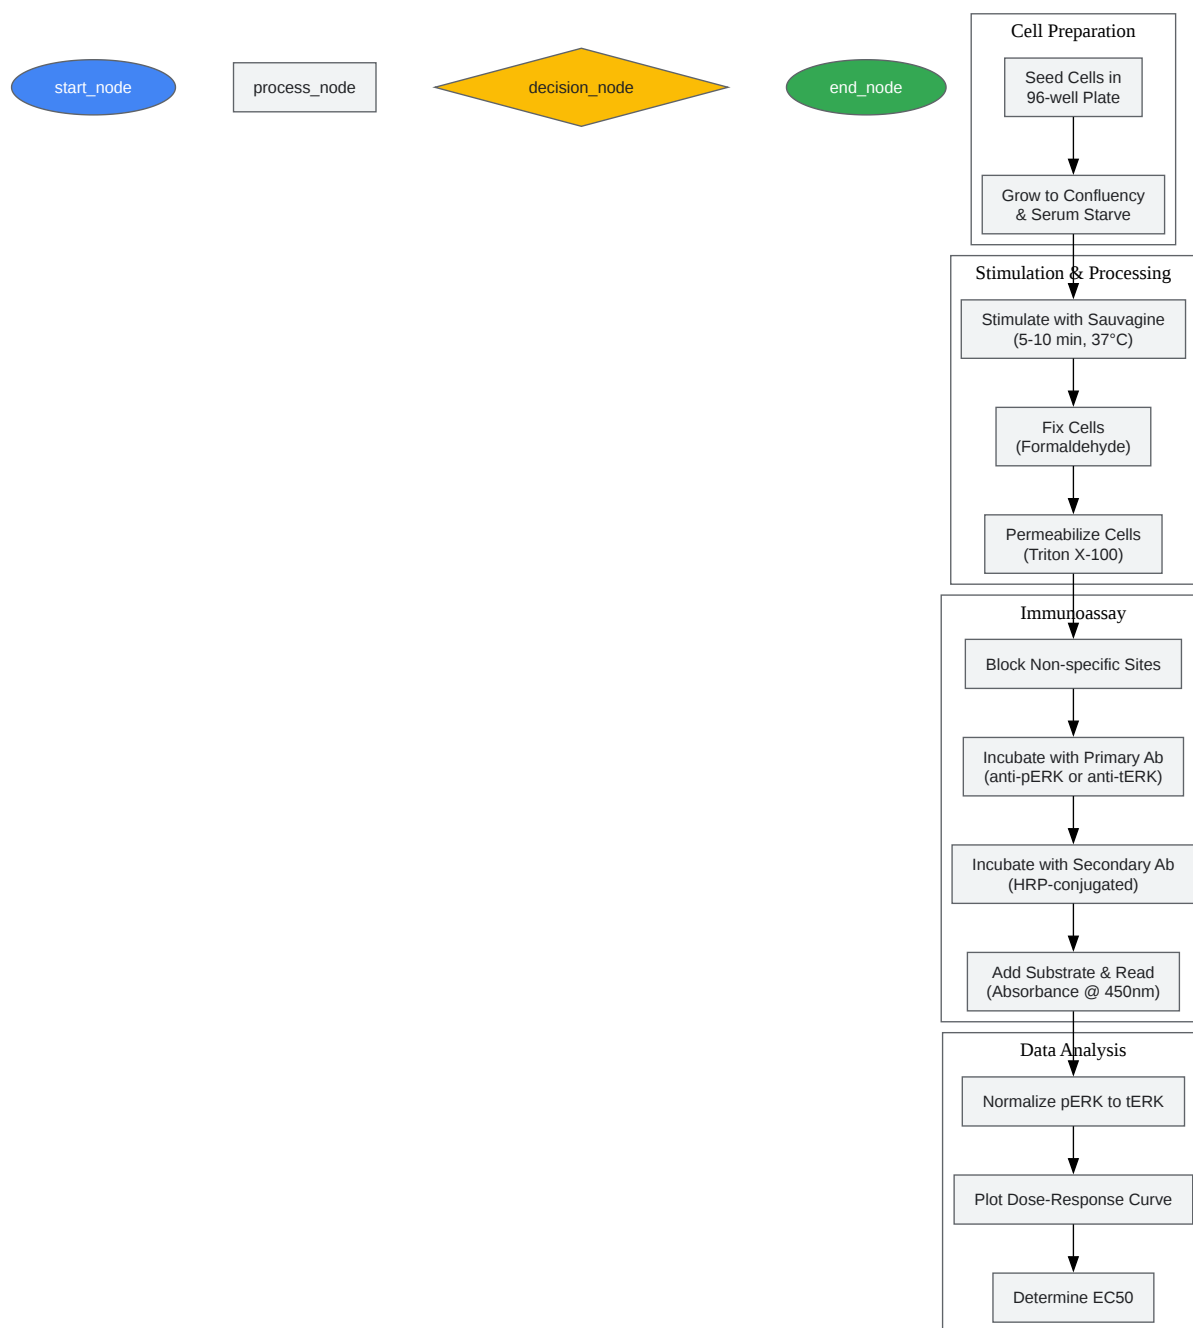 start_node
process_node
decision_node
end_node
Cell Preparation
Seed Cells in
96-well Plate
Grow to Confluency
& Serum Starve
Stimulation & Processing
Stimulate with Sauvagine
(5-10 min, 37°C)
Fix Cells
(Formaldehyde)
Permeabilize Cells
(Triton X-100)
Immunoassay
Block Non-specific Sites
Incubate with Primary Ab
(anti-pERK or anti-tERK)
Incubate with Secondary Ab
(HRP-conjugated)
Add Substrate & Read
(Absorbance @ 450nm)
Data Analysis
Normalize pERK to tERK
Plot Dose-Response Curve
Determine EC50